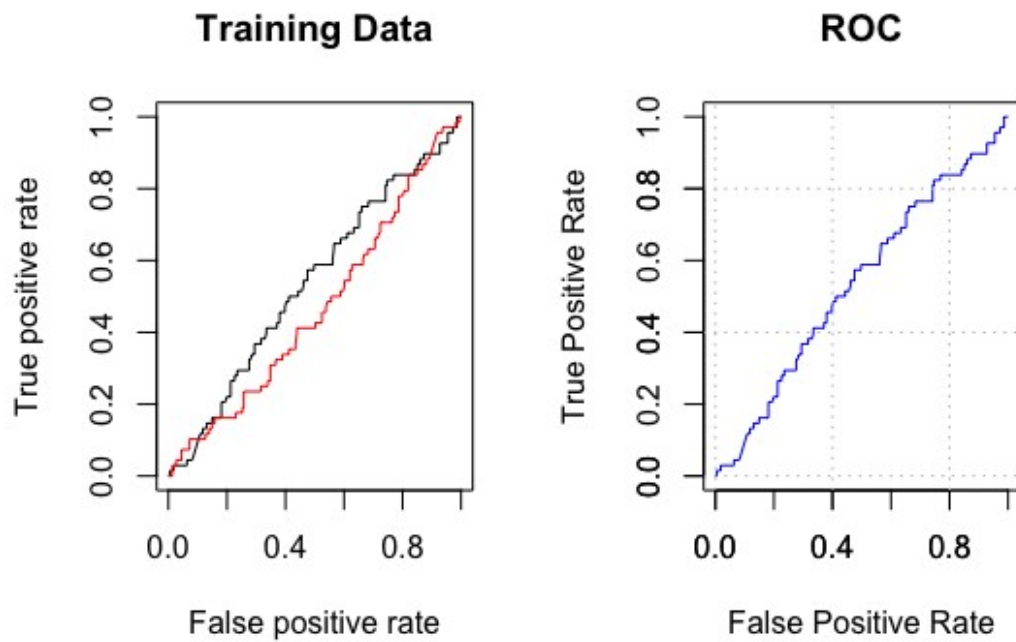 Training Data
True positive rate
0.0 0.2 0.4 0.6 0.8 1.0
0.0 0.4 0.8
False positive rate
ROC
True Positive Rate
0.0 0.2 0.4 0.6 0.8 1.0
0.0 0.4 0.8
False Positive Rate